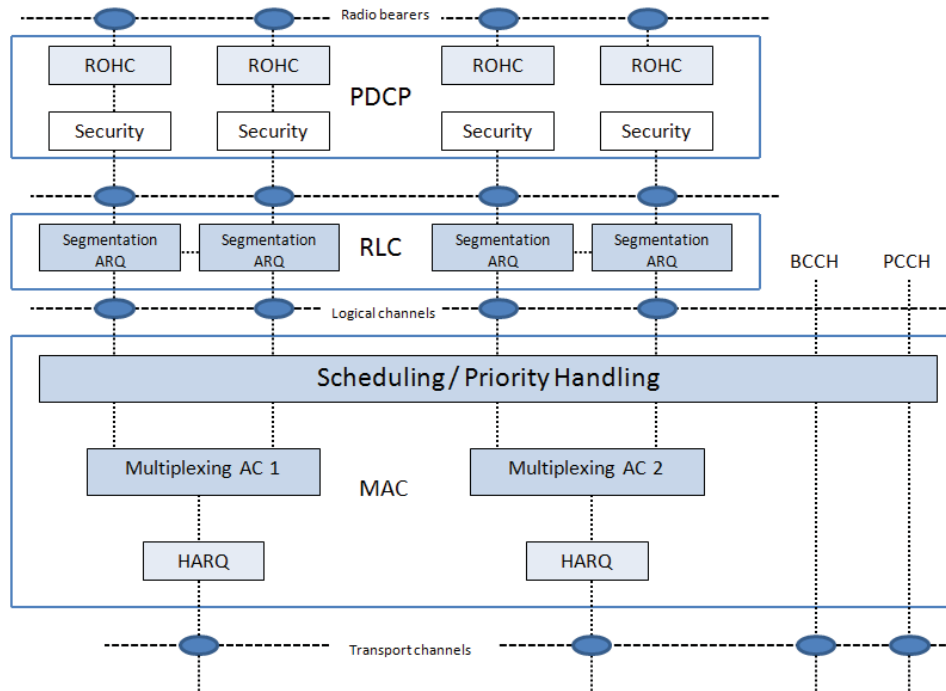 Radio bearers
ROHC ROHC ROHC ROHC
PDCP
Security Security Security Security
Segmentation ARQ Segmentation ARQ RLC Segmentation ARQ Segmentation ARQ
BCCH PCCH
Logical channels
Scheduling / Priority Handling
Multiplexing AC 1 Multiplexing AC 2
MAC
HARQ HARQ
Transport channels